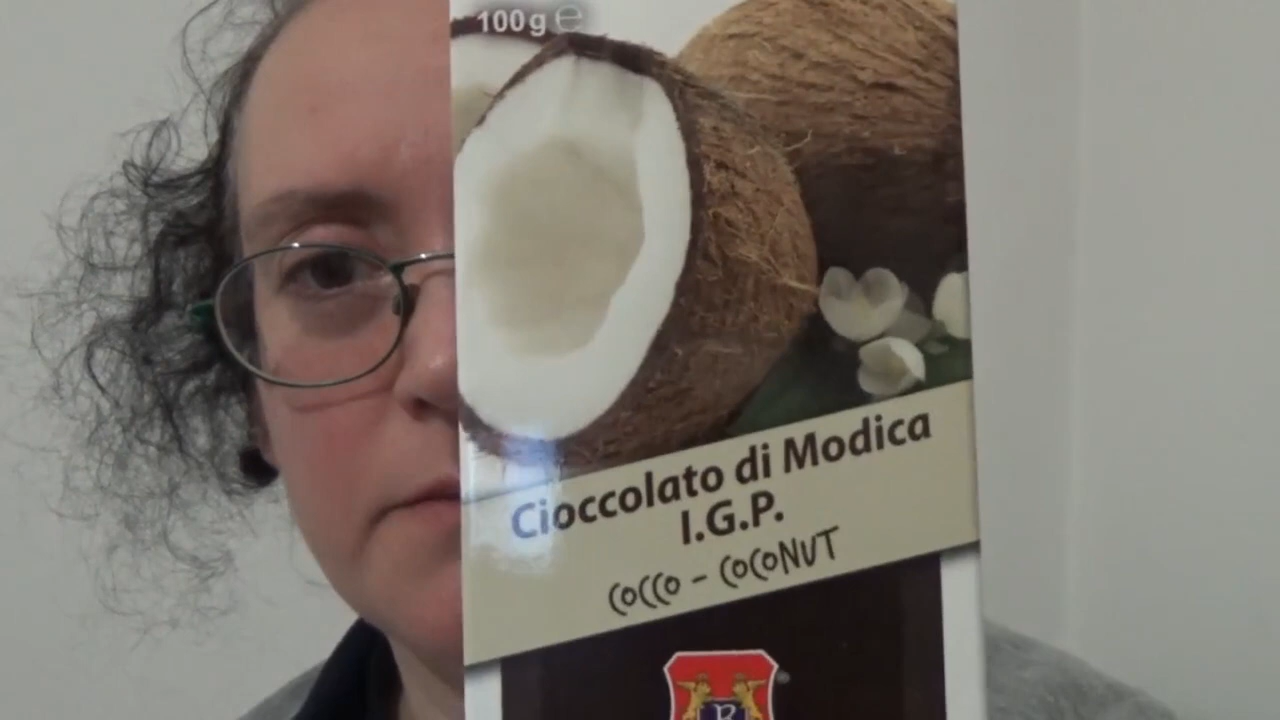 100g ℮
Cioccolato di Modica
I.G.P.
COCCO - COCONUT
R